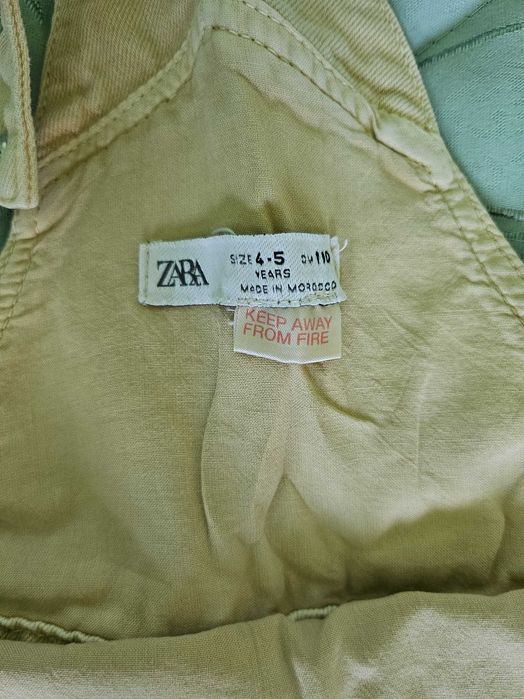 ZARA
SIZE 4-5 CM 110
YEARS
MADE IN MOROCCO
KEEP AWAY
FROM FIRE